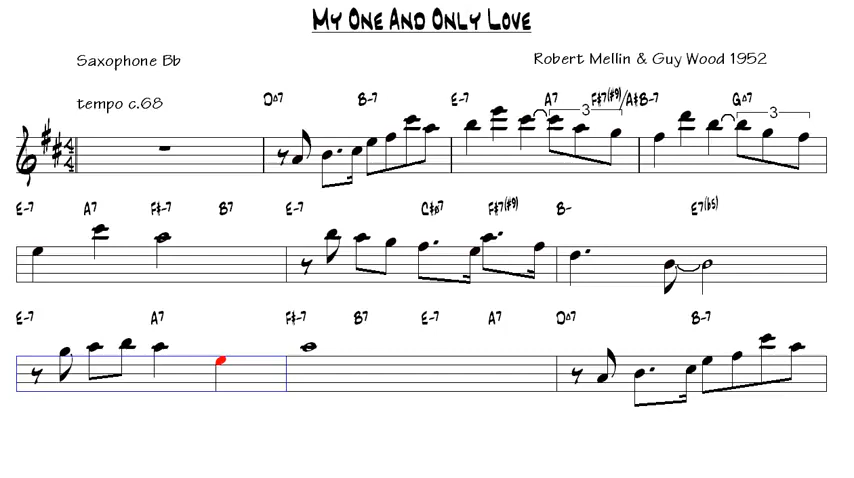 My One And Only Love
Saxophone Bb
Robert Mellin & Guy Wood 1952
tempo c.68
D∆7 B-7 E-7 A7 F#7(#9)/A# B-7 G∆7
3 3
4
4
E-7 A7 F#-7 B7 E-7 C#ø7 F#7(#9) B- E7(b5)
E-7 A7 F#-7 B7 E-7 A7 D∆7 B-7